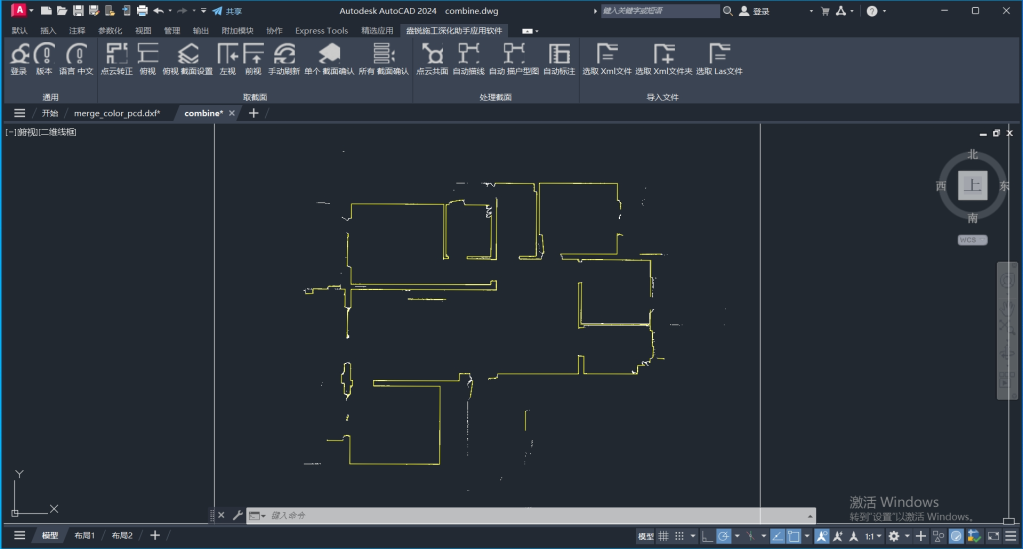 A 共享 Autodesk AutoCAD 2024 combine.dwg 键入关键字或短语 登录
默认 插入 注释 参数化 视图 管理 输出 附加模块 协作 Express Tools 精选应用 盎锐施工深化助手应用软件
登录 版本 语言 中文 点云转正 俯视 俯视 截面设置 左视 前视 手动刷新 单个 截面确认 所有 截面确认 点云共面 自动描线 自动 描户型图 自动标注 选取 Xml文件 选取 Xml文件夹 选取 Las文件
通用 取截面 处理截面 导入文件
开始 merge_color_pcd.dxf* combine*
[-][俯视][二维线框]
北
西 上 东
南
WCS
Y
X
键入命令
激活 Windows
转到"设置"以激活 Windows。
模型 布局1 布局2 模型 1:1